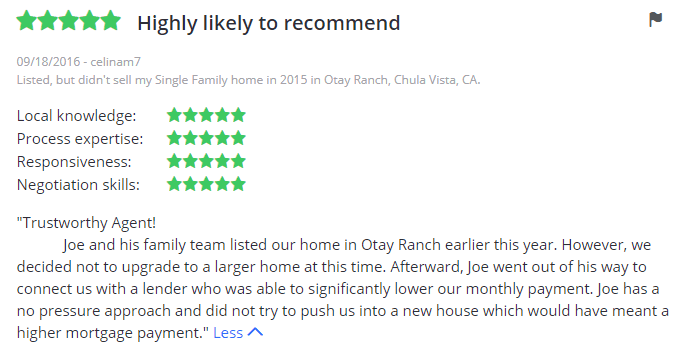 Highly likely to recommend
09/18/2016 - celinam7
Listed, but didn't sell my Single Family home in 2015 in Otay Ranch, Chula Vista, CA.
Local knowledge:
Process expertise:
Responsiveness:
Negotiation skills:
"Trustworthy Agent!
Joe and his family team listed our home in Otay Ranch earlier this year. However, we
decided not to upgrade to a larger home at this time. Afterward, Joe went out of his way to
connect us with a lender who was able to significantly lower our monthly payment. Joe has a
no pressure approach and did not try to push us into a new house which would have meant a
higher mortgage payment." Less